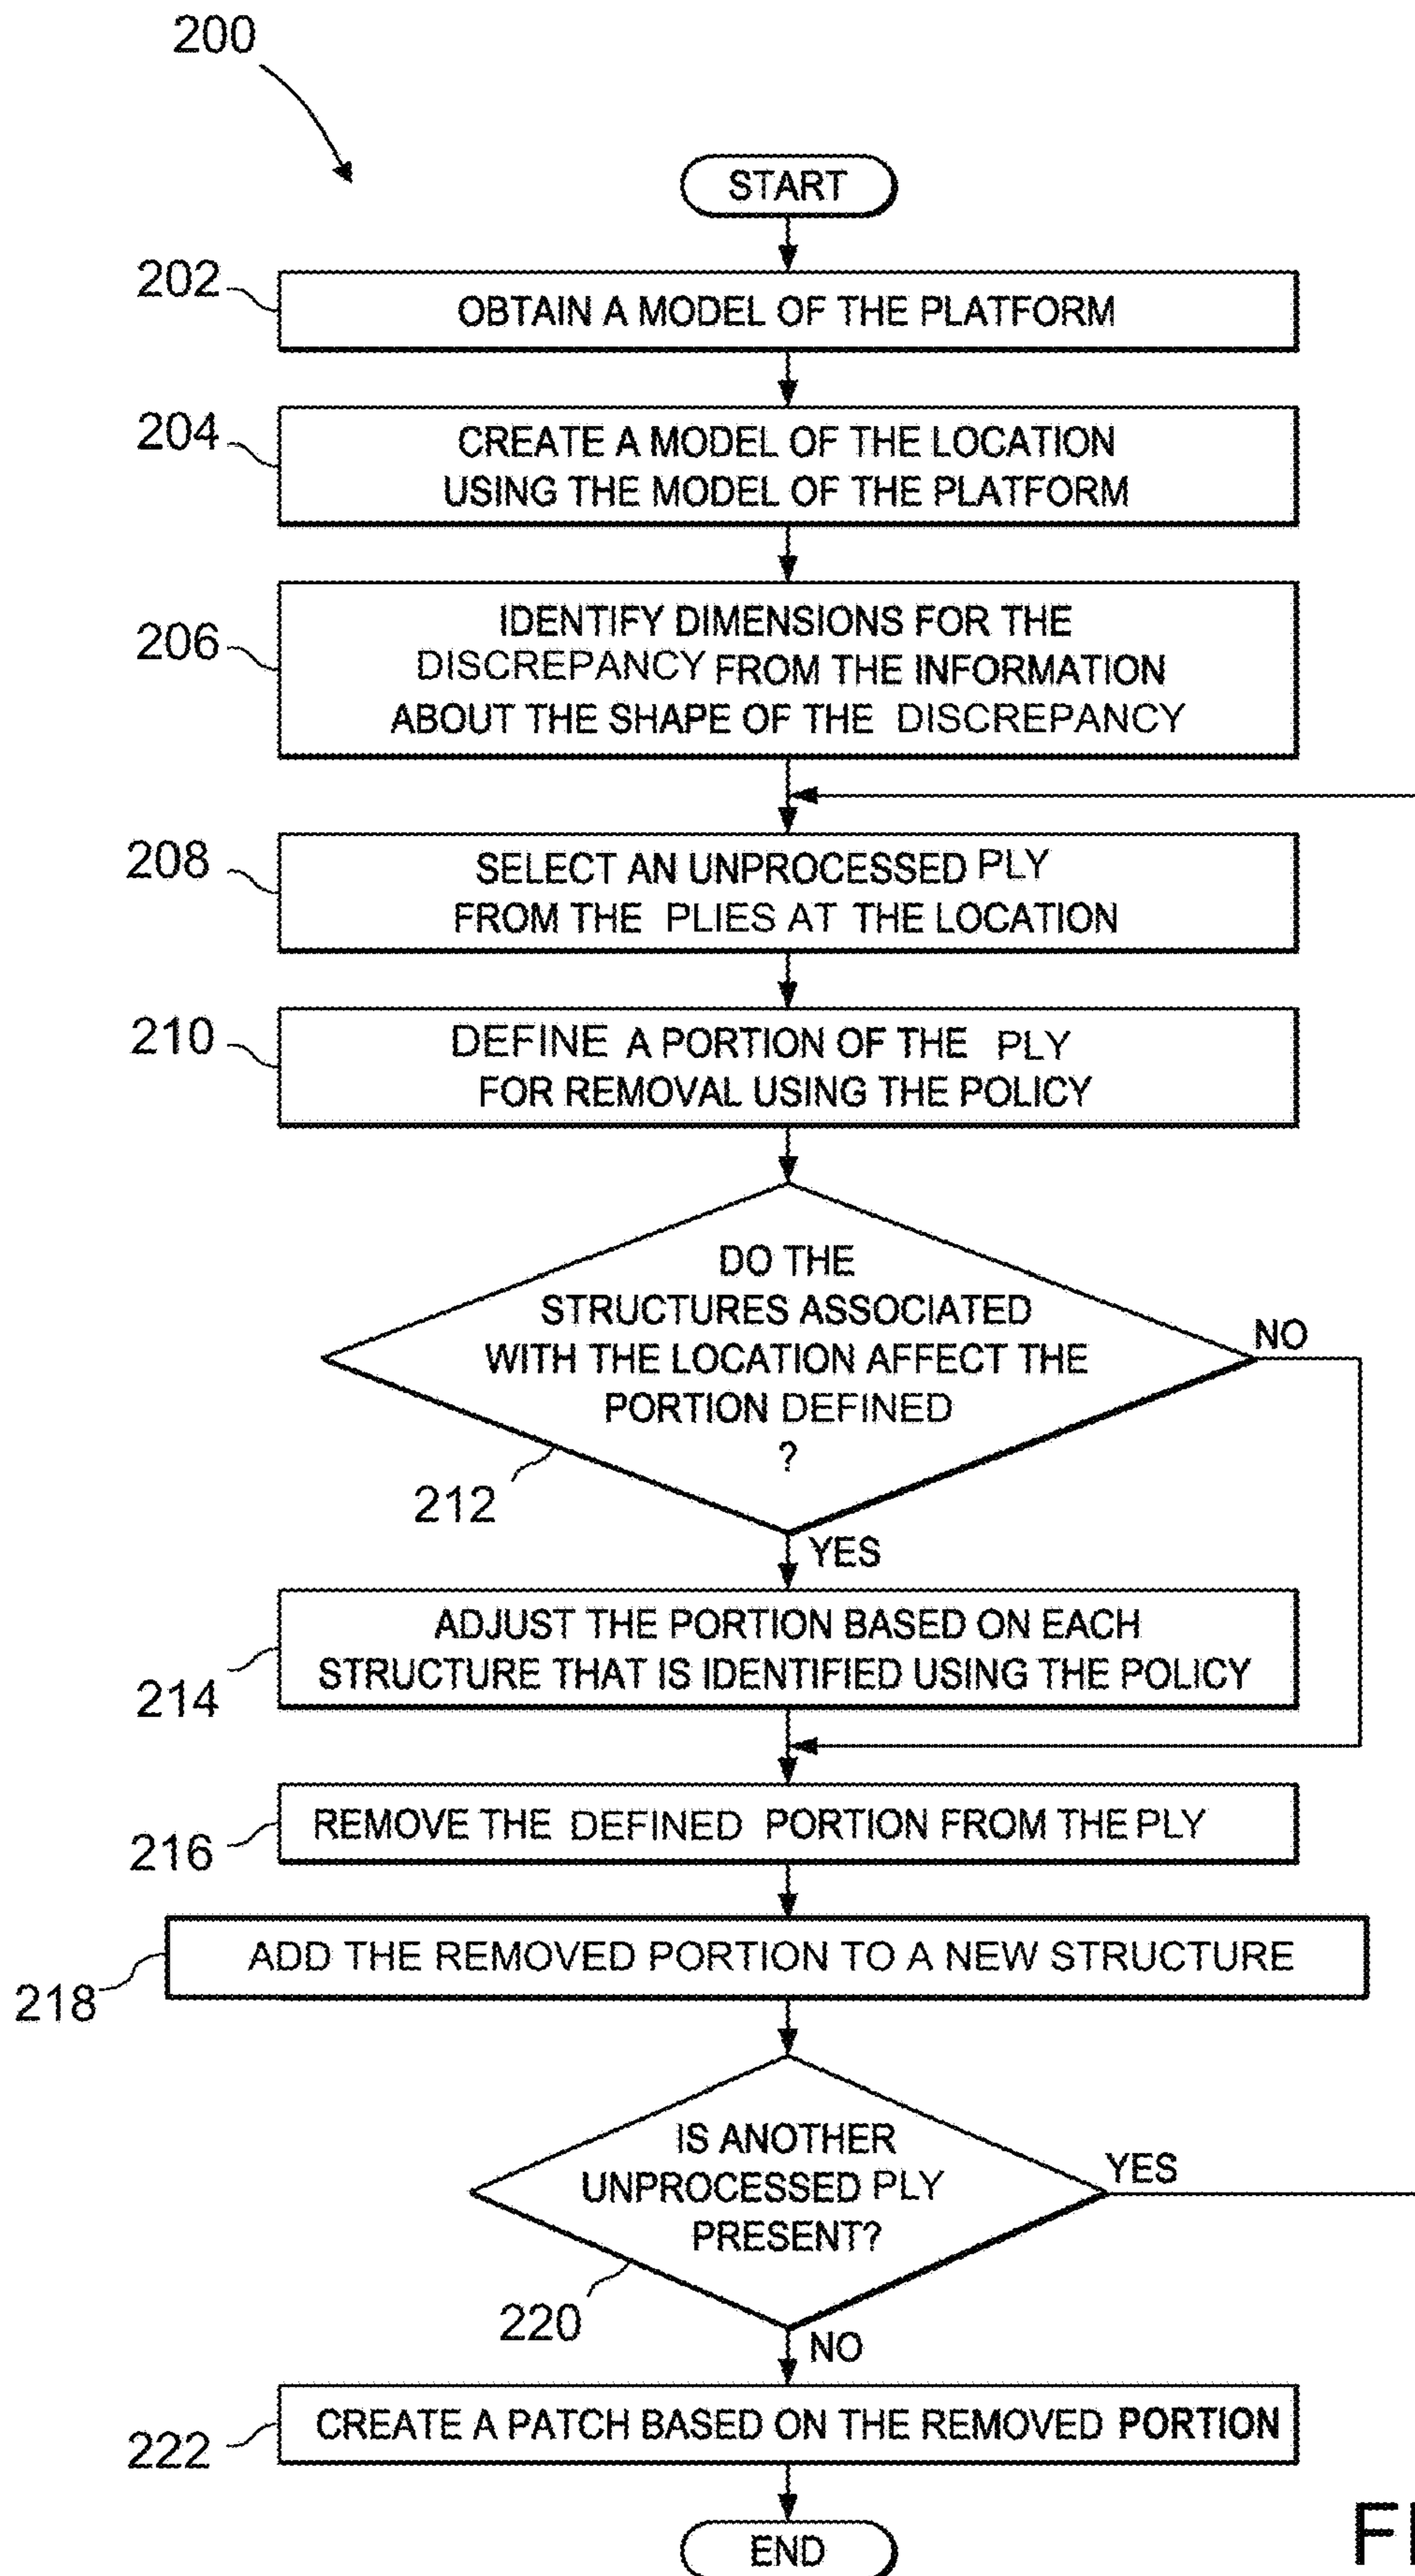 200
START
202
OBTAIN A MODEL OF THE PLATFORM
204
CREATE A MODEL OF THE LOCATION
USING THE MODEL OF THE PLATFORM
206
IDENTIFY DIMENSIONS FOR THE
DISCREPANCY FROM THE INFORMATION
ABOUT THE SHAPE OF THE DISCREPANCY
208
SELECT AN UNPROCESSED PLY
FROM THE PLIES AT THE LOCATION
210
DEFINE A PORTION OF THE PLY
FOR REMOVAL USING THE POLICY
DO THE
STRUCTURES ASSOCIATED
WITH THE LOCATION AFFECT THE
PORTION DEFINED
?
NO
212
YES
214
ADJUST THE PORTION BASED ON EACH
STRUCTURE THAT IS IDENTIFIED USING THE POLICY
216
REMOVE THE DEFINED PORTION FROM THE PLY
218
ADD THE REMOVED PORTION TO A NEW STRUCTURE
IS ANOTHER
UNPROCESSED PLY
PRESENT?
YES
220
NO
222
CREATE A PATCH BASED ON THE REMOVED PORTION
END